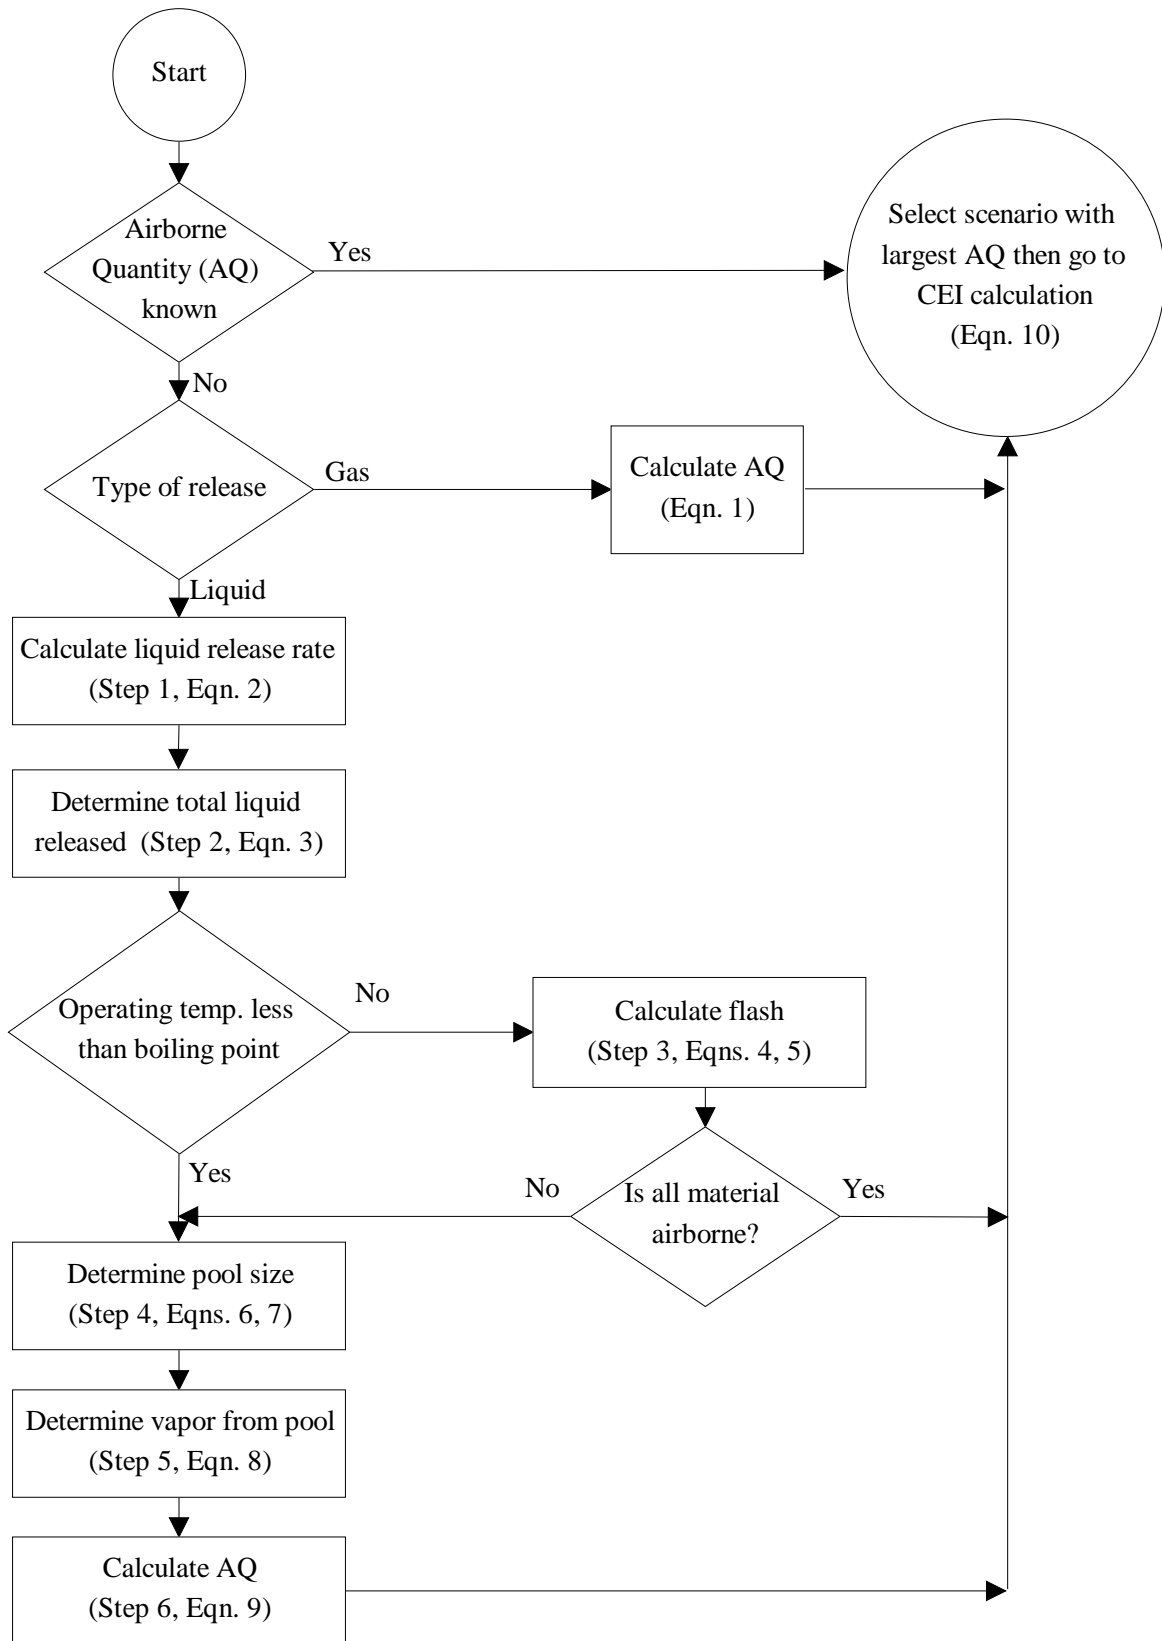 Start
Airborne
Quantity (AQ)
known
Yes
Select scenario with
largest AQ then go to
CEI calculation
(Eqn. 10)
No
Type of release
Gas
Calculate AQ
(Eqn. 1)
Liquid
Calculate liquid release rate
(Step 1, Eqn. 2)
Determine total liquid
released (Step 2, Eqn. 3)
Operating temp. less
than boiling point
No
Calculate flash
(Step 3, Eqns. 4, 5)
Yes
No
Is all material
airborne?
Yes
Determine pool size
(Step 4, Eqns. 6, 7)
Determine vapor from pool
(Step 5, Eqn. 8)
Calculate AQ
(Step 6, Eqn. 9)